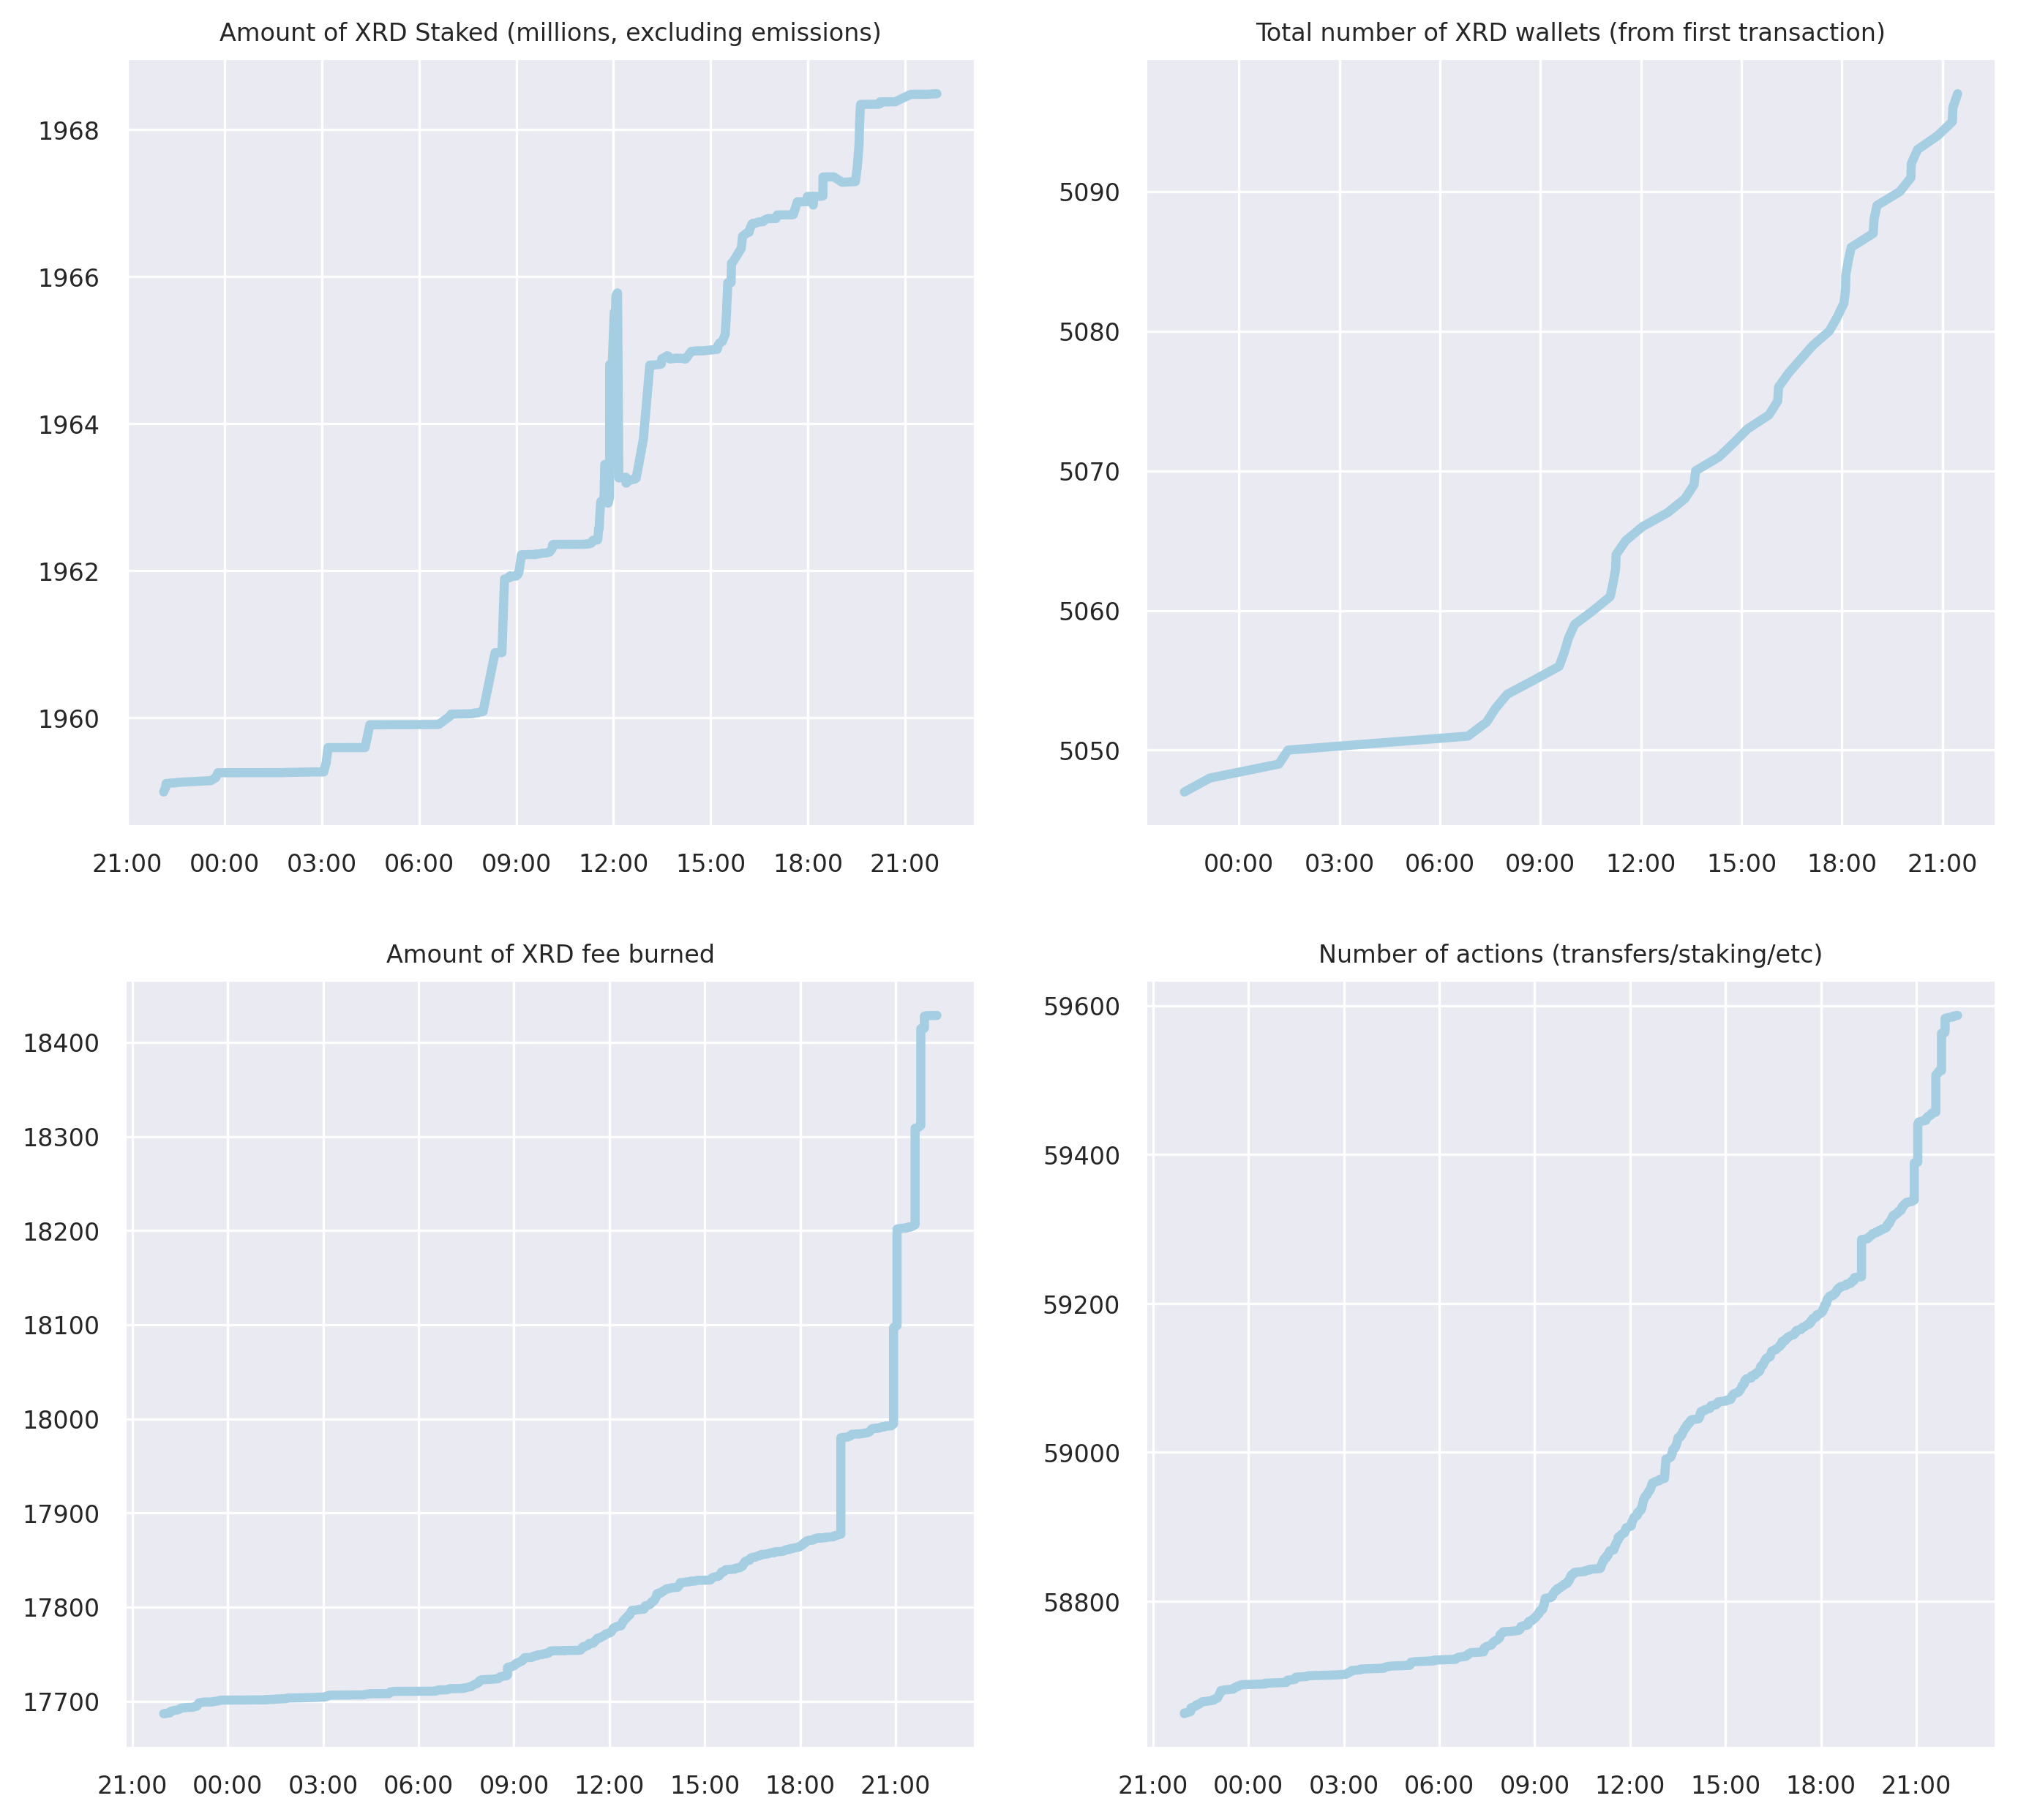 Amount of XRD Staked (millions, excluding emissions)
1968
1966
1964
1962
1960
21:00 00:00 03:00 06:00 09:00 12:00 15:00 18:00 21:00
Total number of XRD wallets (from first transaction)
5090
5080
5070
5060
5050
00:00 03:00 06:00 09:00 12:00 15:00 18:00 21:00
Amount of XRD fee burned
18400
18300
18200
18100
18000
17900
17800
17700
21:00 00:00 03:00 06:00 09:00 12:00 15:00 18:00 21:00
Number of actions (transfers/staking/etc)
59600
59400
59200
59000
58800
21:00 00:00 03:00 06:00 09:00 12:00 15:00 18:00 21:00